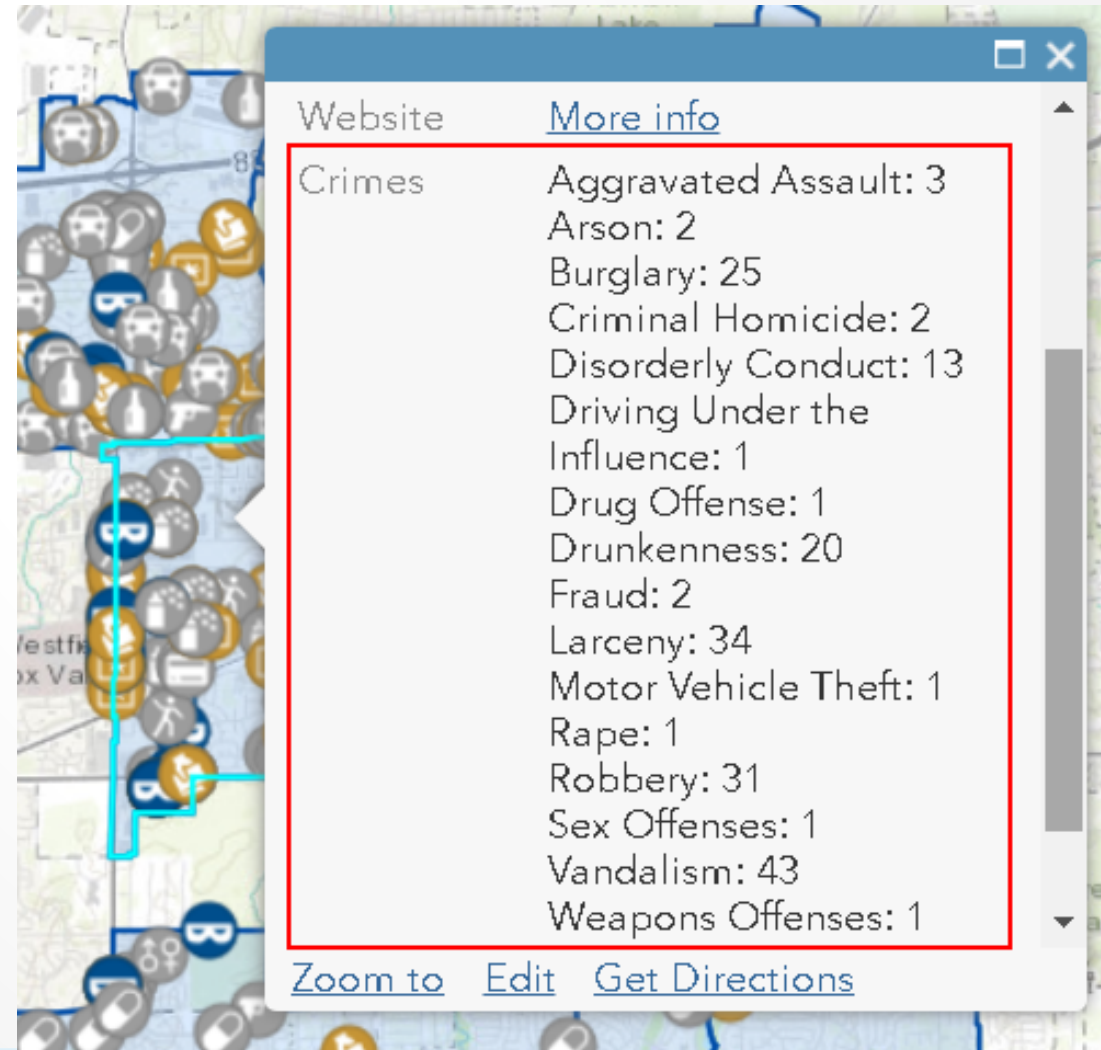 Lake
Website More info
Crimes Aggravated Assault: 3
Arson: 2
Burglary: 25
Criminal Homicide: 2
Disorderly Conduct: 13
Driving Under the
Influence: 1
Drug Offense: 1
Drunkenness: 20
Fraud: 2
Larceny: 34
Motor Vehicle Theft: 1
Rape: 1
Robbery: 31
Sex Offenses: 1
Vandalism: 43
Weapons Offenses: 1
Zoom to Edit Get Directions